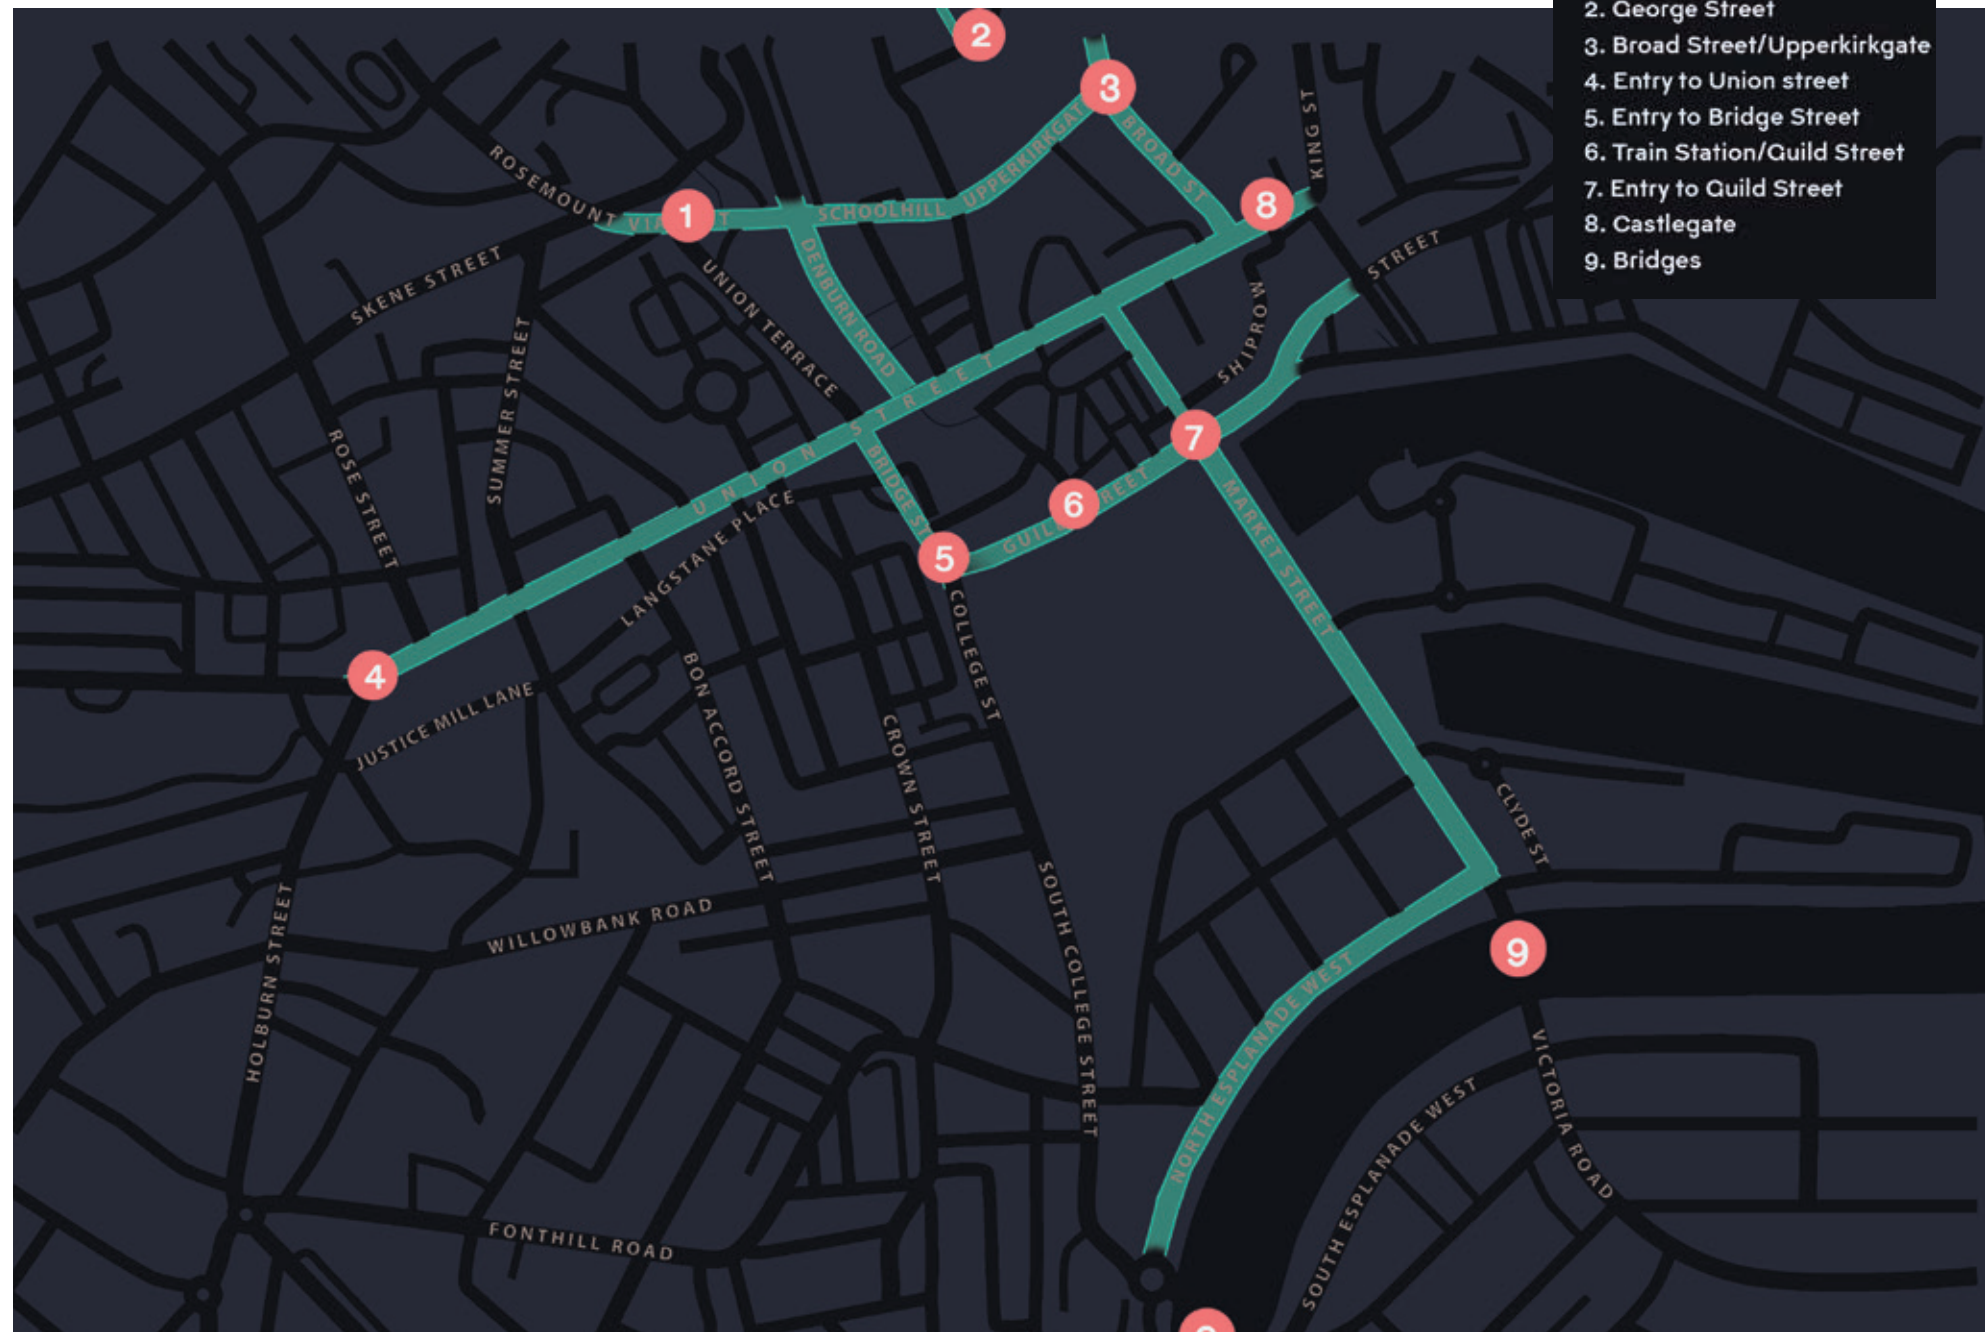 2. George Street
3. Broad Street/Upperkirkgate
4. Entry to Union street
5. Entry to Bridge Street
6. Train Station/Guild Street
7. Entry to Guild Street
8. Castlegate
9. Bridges
2
3
KING ST
BROAD ST
UPPERKIRKGAT
ROSEMOUNT
1
SCHOOLHILL
8
SKENE STREET
UNION TERRACE
DENBURN ROAD
STREET
SHIPROW
SUMMER STREET
ROSE STREET
UNION STREET
BRIDGE ST
7
LANGSTANE PLACE
6
GUIL
REET
5
MARKET STREET
COLLEGE ST
4
JUSTICE MILL LANE
BON ACCORD STREET
CROWN STREET
CLYDE ST
HOLBURN STREET
WILLOWBANK ROAD
SOUTH COLLEGE STREET
9
NORTH ESPLANADE WEST
VICTORIA ROAD
SOUTH ESPLANADE WEST
FONTHILL ROAD